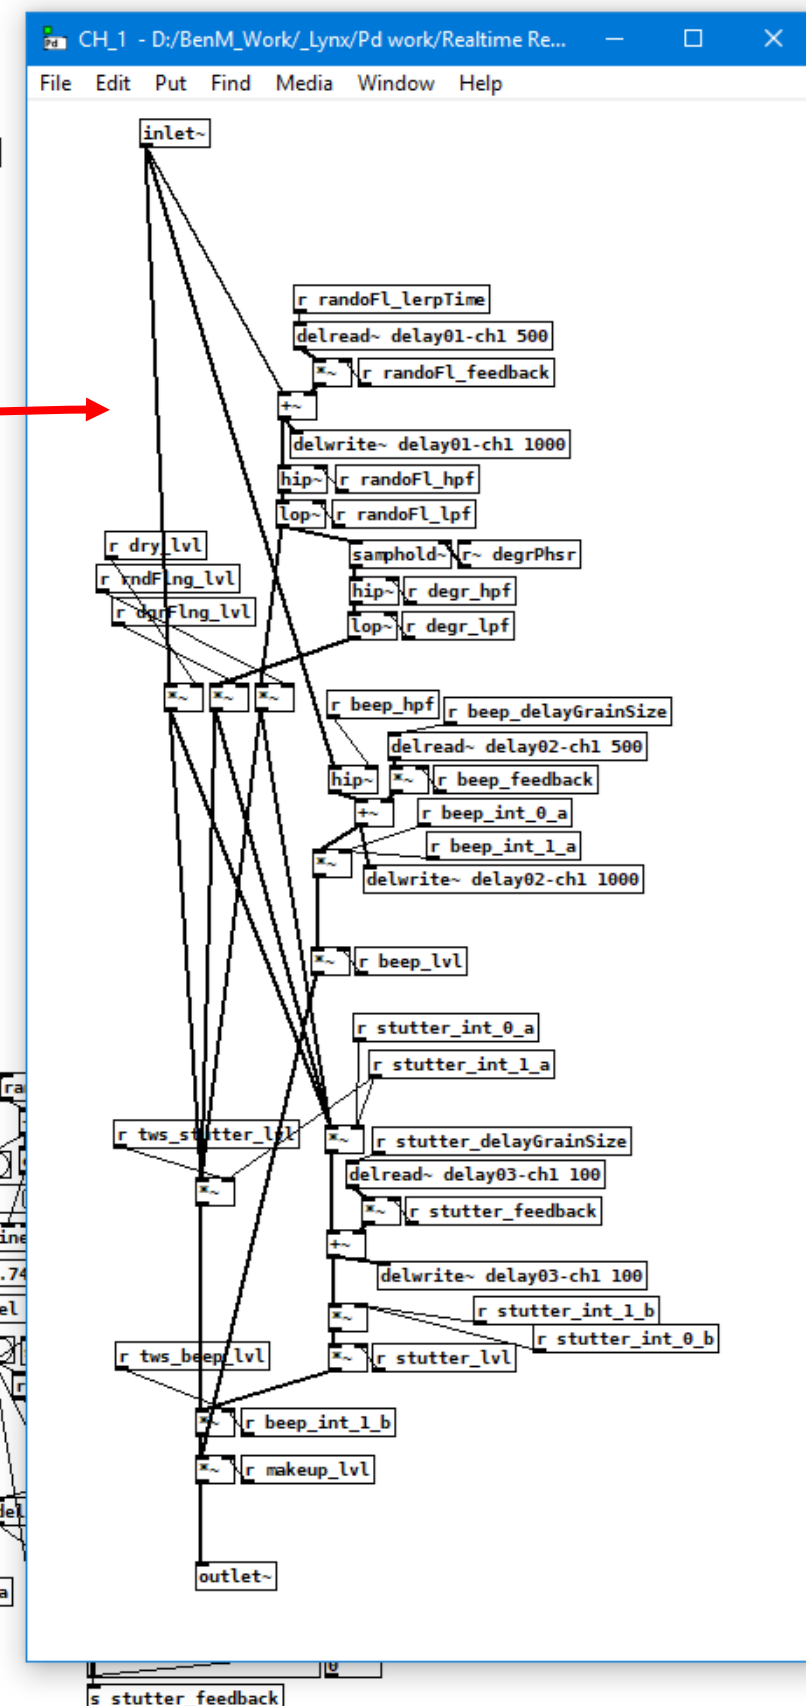 CH_1 - D:/BenM_Work/_Lynx/Pd work/Realtime Re...
File Edit Put Find Media Window Help
inlet~
r randoFl_lerpTime
delread~ delay01-ch1 500
*~ r randoFl_feedback
+~
delwrite~ delay01-ch1 1000
hip~ r randoFl_hpf
lop~ r randoFl_lpf
r dry_lvl
samphold~ r~ degrPhsr
r rndFlng_lvl
hip~ r degr_hpf
r dgrFlng_lvl
lop~ r degr_lpf
*~ *~ *~
r beep_hpf r beep_delayGrainSize
delread~ delay02-ch1 500
hip~ *~ r beep_feedback
+~ r beep_int_0_a
r beep_int_1_a
*~
delwrite~ delay02-ch1 1000
*~ r beep_lvl
r stutter_int_0_a
r stutter_int_1_a
r tws_stutter_lvl
*~ r stutter_delayGrainSize
delread~ delay03-ch1 100
*~
*~ r stutter_feedback
+~
delwrite~ delay03-ch1 100
*~ r stutter_int_1_b
r stutter_int_0_b
r tws_beep_lvl
*~ r stutter_lvl
*~ r beep_int_1_b
*~ r makeup_lvl
outlet~
0
s stutter_feedback